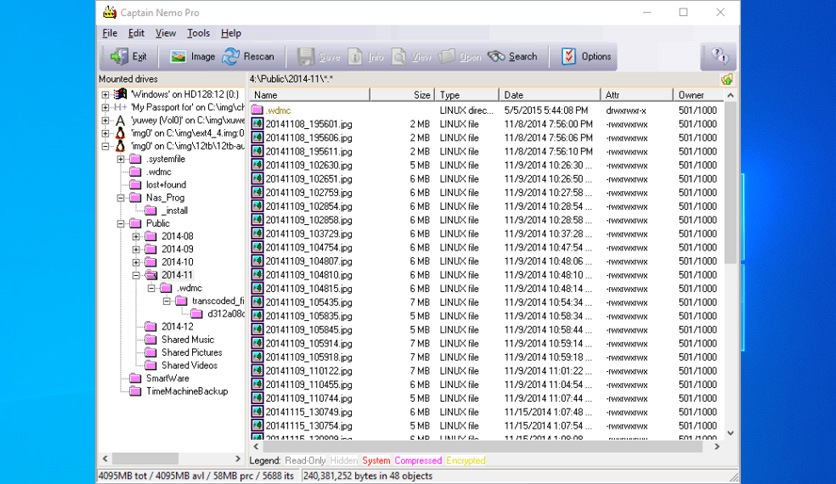 Captain Nemo Pro
File Edit View Tools Help
Exit Image Rescan Save Info View Open Search Options
Mounted drives
4:\Public\2014-11\*.*
'Windows' on HD128:12 (0:)
'My Passport for' on C:\img\ch
'yuwey (Vol0)' on C:\img\xuwe
'img0' on C:\img\ext4_4.img:0
'img0' on C:\img\12tb\12tb-au
.systemfile
.wdmc
lost+found
Nas_Prog
_install
Public
2014-08
2014-09
2014-10
2014-11
.wdmc
transcoded_fi
d312a08c
2014-12
Shared Music
Shared Pictures
Shared Videos
SmartWare
TimeMachineBackup
Name Size Type Date Attr Owner
.wdmc LINUX direc... 5/5/2015 5:44:08 PM drwxrwxr-x 501/1000
20141108_195601.jpg 2 MB LINUX file 11/8/2014 7:56:00 PM -rwxrwxrwx 501/1000
20141108_195606.jpg 2 MB LINUX file 11/8/2014 7:56:06 PM -rwxrwxrwx 501/1000
20141108_195611.jpg 2 MB LINUX file 11/8/2014 7:56:10 PM -rwxrwxrwx 501/1000
20141109_102630.jpg 5 MB LINUX file 11/9/2014 10:26:30 ... -rwxrwxrwx 501/1000
20141109_102651.jpg 6 MB LINUX file 11/9/2014 10:26:50 ... -rwxrwxrwx 501/1000
20141109_102759.jpg 6 MB LINUX file 11/9/2014 10:27:58 ... -rwxrwxrwx 501/1000
20141109_102854.jpg 6 MB LINUX file 11/9/2014 10:28:54 ... -rwxrwxrwx 501/1000
20141109_102858.jpg 6 MB LINUX file 11/9/2014 10:28:58 ... -rwxrwxrwx 501/1000
20141109_103729.jpg 6 MB LINUX file 11/9/2014 10:37:28 ... -rwxrwxrwx 501/1000
20141109_104754.jpg 6 MB LINUX file 11/9/2014 10:47:54 ... -rwxrwxrwx 501/1000
20141109_104807.jpg 6 MB LINUX file 11/9/2014 10:48:06 ... -rwxrwxrwx 501/1000
20141109_104810.jpg 6 MB LINUX file 11/9/2014 10:48:10 ... -rwxrwxrwx 501/1000
20141109_104815.jpg 6 MB LINUX file 11/9/2014 10:48:14 ... -rwxrwxrwx 501/1000
20141109_105435.jpg 7 MB LINUX file 11/9/2014 10:54:34 ... -rwxrwxrwx 501/1000
20141109_105835.jpg 5 MB LINUX file 11/9/2014 10:58:34 ... -rwxrwxrwx 501/1000
20141109_105845.jpg 5 MB LINUX file 11/9/2014 10:58:44 ... -rwxrwxrwx 501/1000
20141109_105914.jpg 7 MB LINUX file 11/9/2014 10:59:14 ... -rwxrwxrwx 501/1000
20141109_105918.jpg 7 MB LINUX file 11/9/2014 10:59:18 ... -rwxrwxrwx 501/1000
20141109_110122.jpg 7 MB LINUX file 11/9/2014 11:01:22 ... -rwxrwxrwx 501/1000
20141109_110455.jpg 6 MB LINUX file 11/9/2014 11:04:54 ... -rwxrwxrwx 501/1000
20141109_110744.jpg 5 MB LINUX file 11/9/2014 11:07:44 ... -rwxrwxrwx 501/1000
20141115_130749.jpg 6 MB LINUX file 11/15/2014 1:07:48 ... -rwxrwxrwx 501/1000
20141115_130754.jpg 5 MB LINUX file 11/15/2014 1:07:54 ... -rwxrwxrwx 501/1000
20141115_130809.jpg 6 MB LINUX file 11/15/2014 1:08:08 ... -rwxrwxrwx 501/1000
Legend: Read-Only Hidden System Compressed Encrypted
4095MB tot / 4095MB avl / 58MB prc / 5688 its 240,381,252 bytes in 48 objects